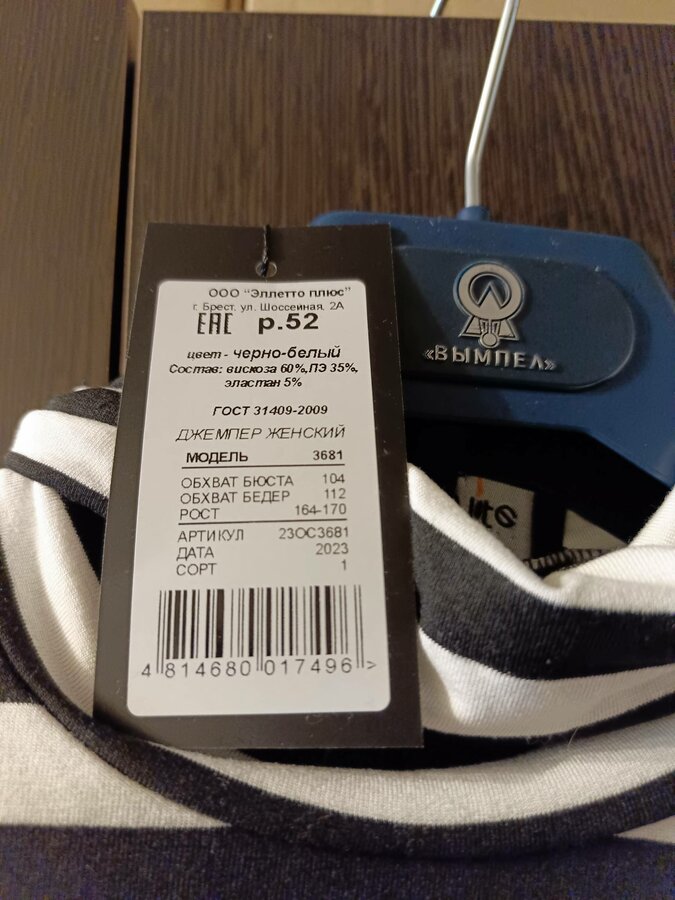 ООО "Эллетто плюс"
г. Брест, ул. Шоссейная, 2А
ЕАС р.52
цвет - черно-белый
Состав: вискоза 60%, ПЭ 35%,
эластан 5%
ГОСТ 31409-2009
ДЖЕМПЕР ЖЕНСКИЙ
МОДЕЛЬ 3681
ОБХВАТ БЮСТА 104
ОБХВАТ БЕДЕР 112
РОСТ 164-170
АРТИКУЛ 23ОС3681
ДАТА 2023
СОРТ 1
4 814680 017496 >
«ВЫМПЕЛ»